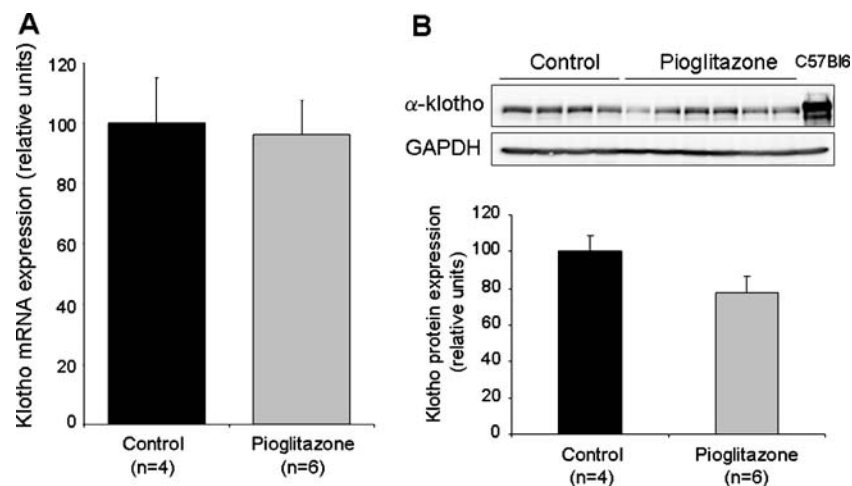 A
Klotho mRNA expression (relative units)
120
100
80
60
40
20
0
Control
(n=4)
Pioglitazone
(n=6)
B
Control Pioglitazone C57Bl6
α-klotho
GAPDH
Klotho protein expression
(relative units)
120
100
80
60
40
20
0
Control
(n=4)
Pioglitazone
(n=6)